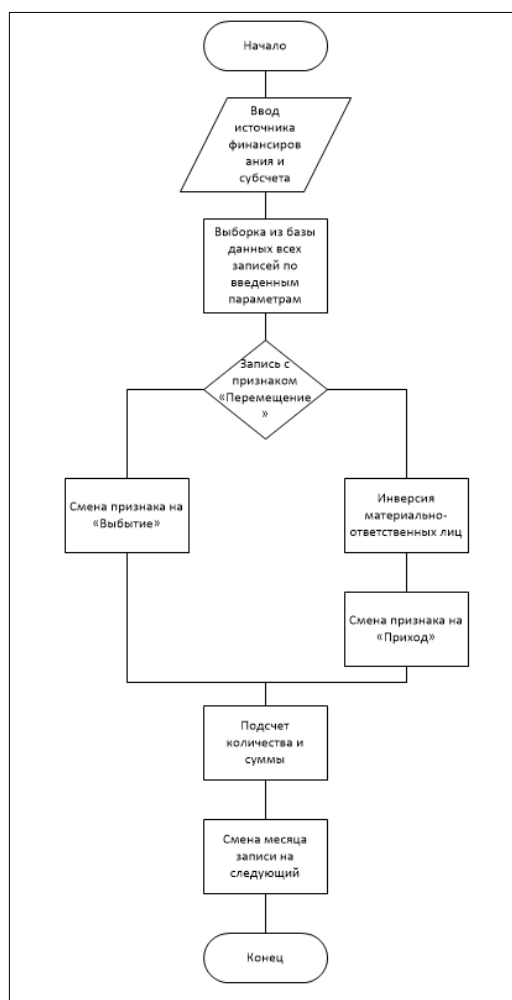 Начало
Ввод
источника
финансиров
ания и
субсчета
Выборка из базы
данных всех
записей по
введенным
параметрам
Запись с
признаком
«Перемещение
»
Смена признака на
«Выбытие»
Инверсия
материально-
ответственных лиц
Смена признака на
«Приход»
Подсчет
количества и
суммы
Смена месяца
записи на
следующий
Конец